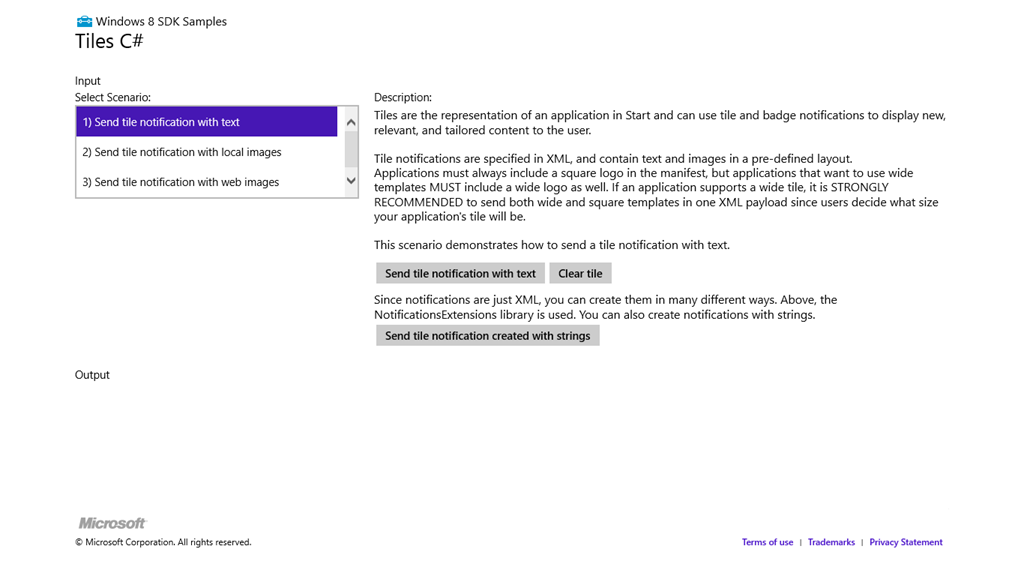 Windows 8 SDK Samples
Tiles C#
Input
Select Scenario:
1) Send tile notification with text
2) Send tile notification with local images
3) Send tile notification with web images
Description:
Tiles are the representation of an application in Start and can use tile and badge notifications to display new,
relevant, and tailored content to the user.
Tile notifications are specified in XML, and contain text and images in a pre-defined layout.
Applications must always include a square logo in the manifest, but applications that want to use wide
templates MUST include a wide logo as well. If an application supports a wide tile, it is STRONGLY
RECOMMENDED to send both wide and square templates in one XML payload since users decide what size
your application's tile will be.
This scenario demonstrates how to send a tile notification with text.
Send tile notification with text Clear tile
Since notifications are just XML, you can create them in many different ways. Above, the
NotificationsExtensions library is used. You can also create notifications with strings.
Send tile notification created with strings
Output
Microsoft
© Microsoft Corporation. All rights reserved.
Terms of use | Trademarks | Privacy Statement